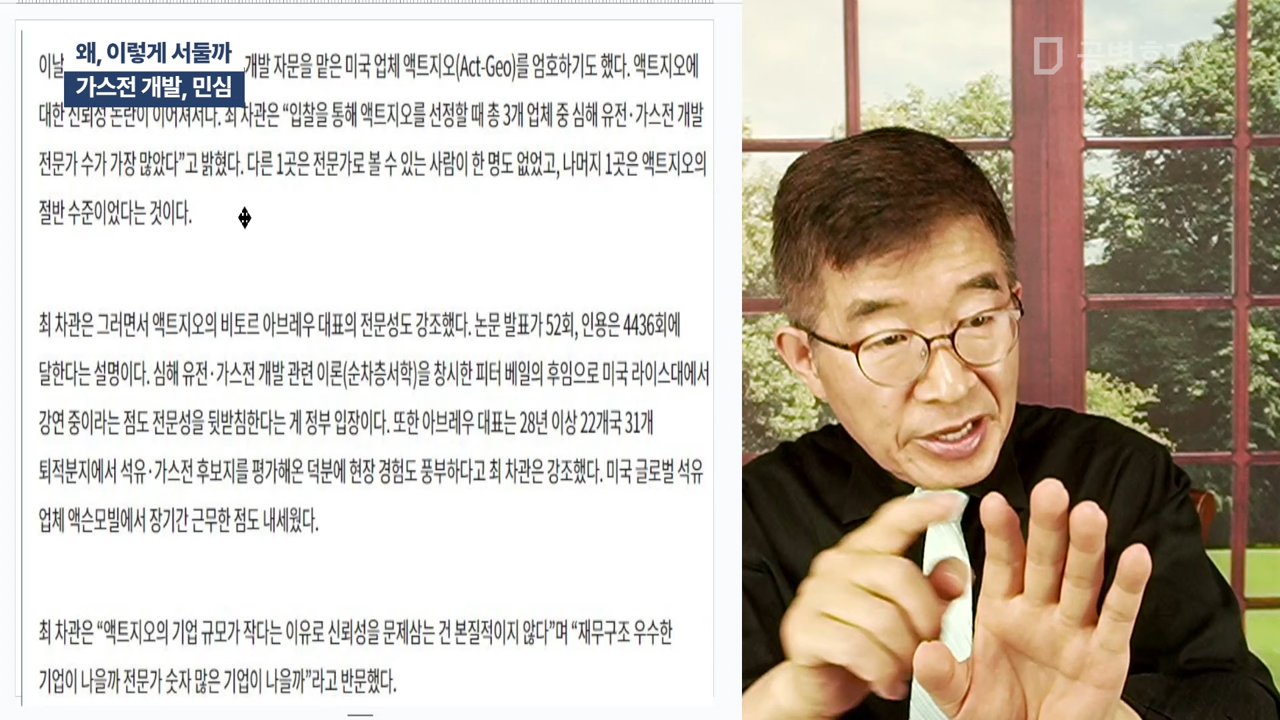 왜, 이렇게 서둘까
가스전 개발, 민심
이날 개발 자문을 맡은 미국 업체 액트지오(Act-Geo)를 엄호하기도 했다. 액트지오에
대한 신뢰성 논란이 이어져서다. 최 차관은 “입찰을 통해 액트지오를 선정할 때 총 3개 업체 중 심해 유전·가스전 개발
전문가 수가 가장 많았다”고 밝혔다. 다른 1곳은 전문가로 볼 수 있는 사람이 한 명도 없었고, 나머지 1곳은 액트지오의
절반 수준이었다는 것이다.
최 차관은 그러면서 액트지오의 비토르 아브레우 대표의 전문성도 강조했다. 논문 발표가 52회, 인용은 4436회에
달한다는 설명이다. 심해 유전·가스전 개발 관련 이론(순차층서학)을 창시한 피터 베일의 후임으로 미국 라이스대에서
강연 중이라는 점도 전문성을 뒷받침한다는 게 정부 입장이다. 또한 아브레우 대표는 28년 이상 22개국 31개
퇴적분지에서 석유·가스전 후보지를 평가해온 덕분에 현장 경험도 풍부하다고 최 차관은 강조했다. 미국 글로벌 석유
업체 액슨모빌에서 장기간 근무한 점도 내세웠다.
최 차관은 “액트지오의 기업 규모가 작다는 이유로 신뢰성을 문제삼는 건 본질적이지 않다”며 “재무구조 우수한
기업이 나을까 전문가 숫자 많은 기업이 나을까”라고 반문했다.
공병호TV